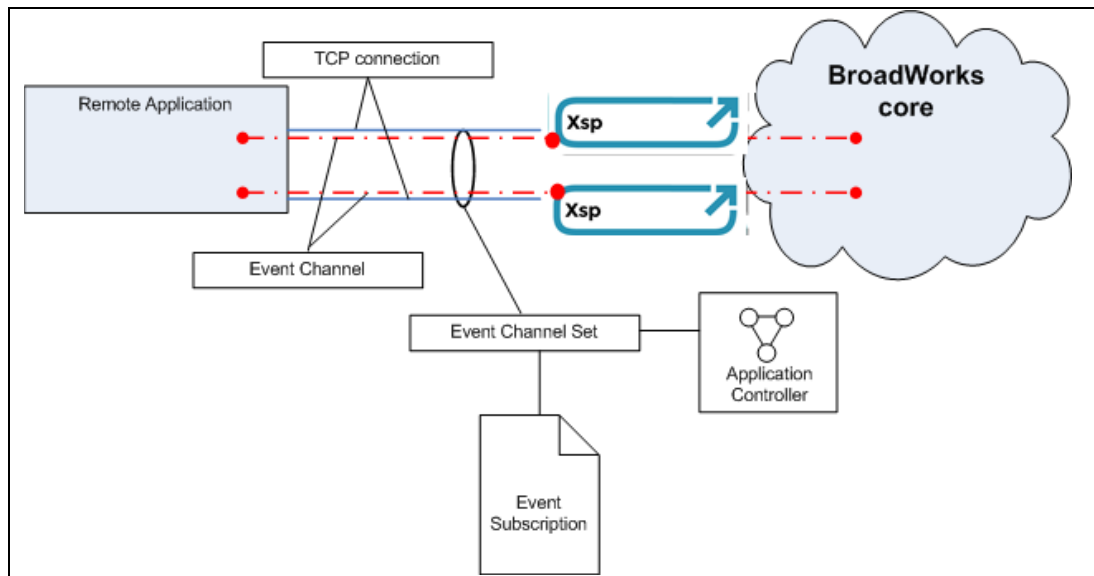 TCP connection
Remote Application
BroadWorks
core
Xsp
Xsp
Event Channel
Event Channel Set
Application
Controller
Event
Subscription